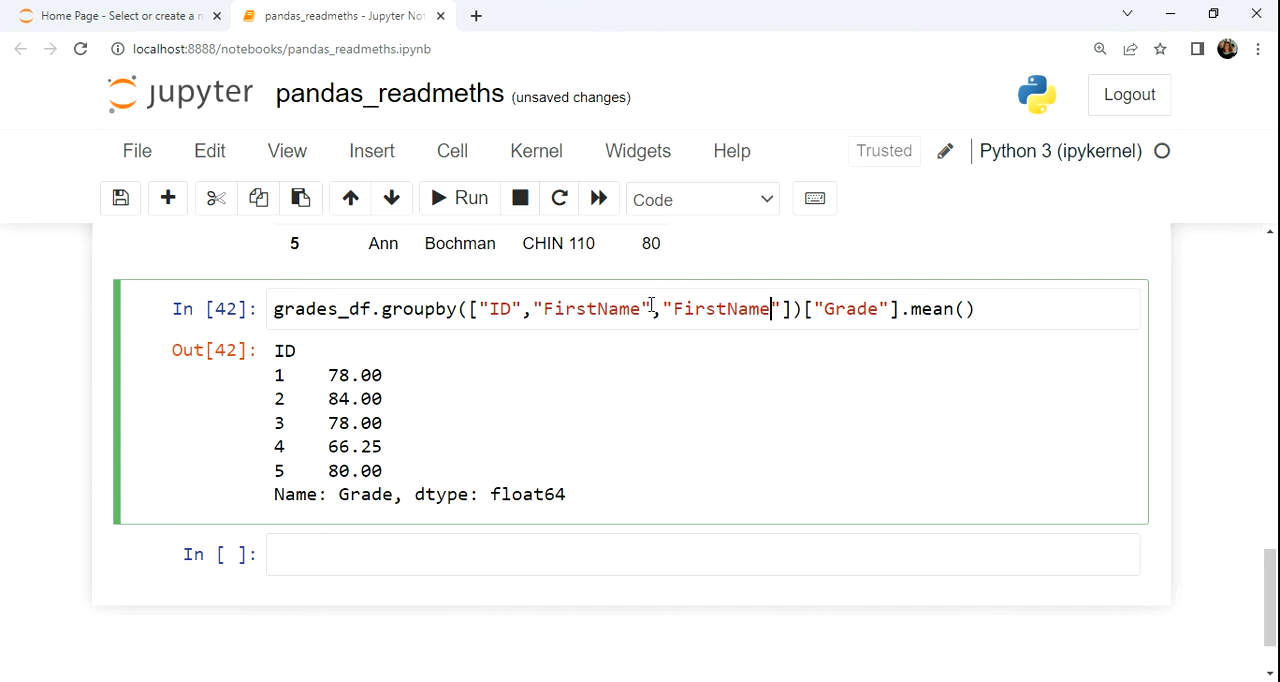 Home Page - Select or create a n
pandas_readmeths - Jupyter Not
localhost:8888/notebooks/pandas_readmeths.ipynb
jupyter pandas_readmeths (unsaved changes)
Logout
File Edit View Insert Cell Kernel Widgets Help
Trusted
Python 3 (ipykernel)
Run
Code
5 Ann Bochman CHIN 110 80
In [42]: grades_df.groupby(["ID","FirstName","FirstName"])["Grade"].mean()
Out[42]: ID
1 78.00
2 84.00
3 78.00
4 66.25
5 80.00
Name: Grade, dtype: float64
In [ ]: